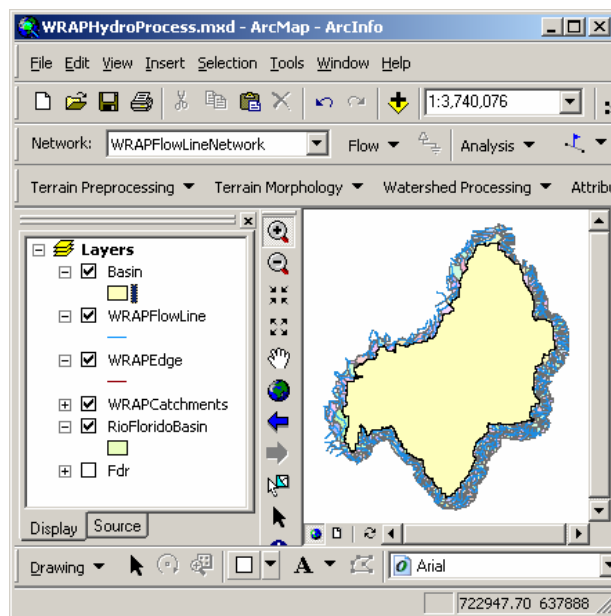 WRAPHydroProcess.mxd - ArcMap - ArcInfo
File Edit View Insert Selection Tools Window Help
1:3,740,076
Network: WRAPFlowLineNetwork Flow Analysis
Terrain Preprocessing Terrain Morphology Watershed Processing Attribu
Layers
Basin
WRAPFlowLine
WRAPEdge
WRAPCatchments
RioFloridoBasin
Fdr
Display Source
Drawing A Arial
722947.70 637888